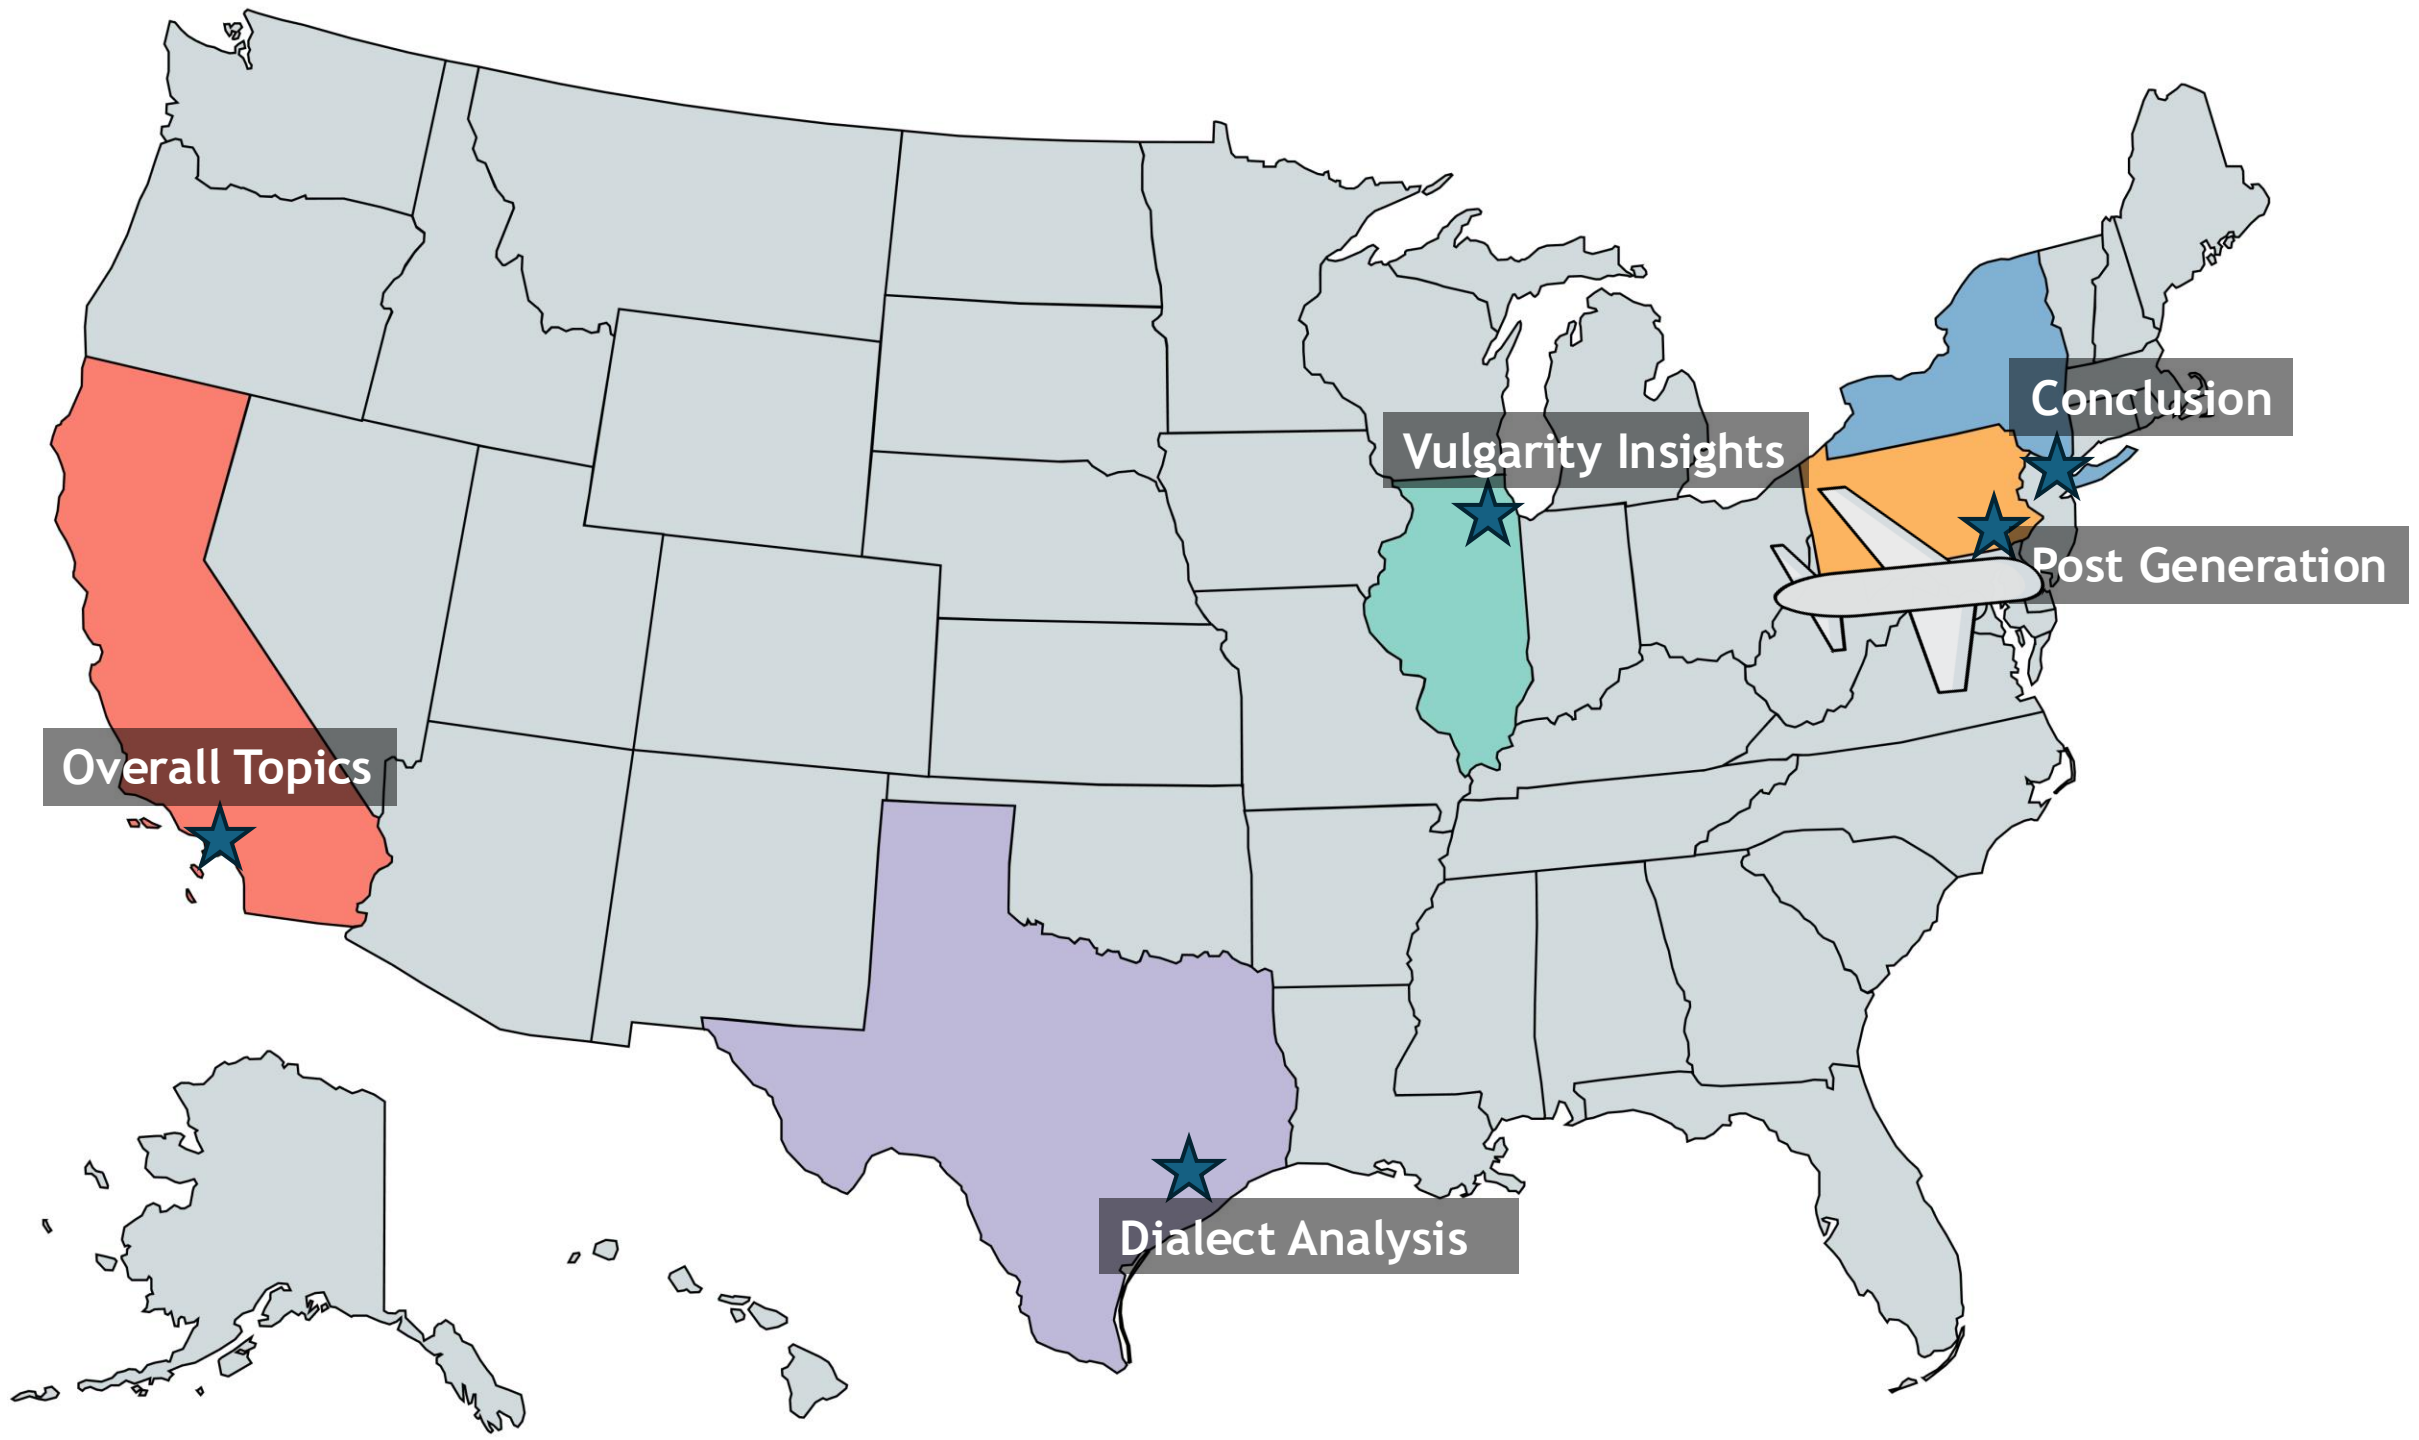 Conclusion
Vulgarity Insights
Post Generation
Overall Topics
Dialect Analysis